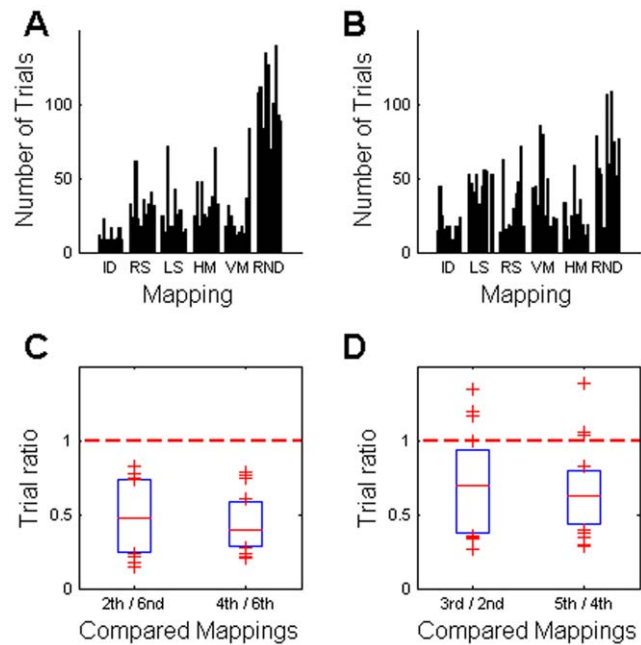 A
Number of Trials
100
50
0
ID RS LS HM VM RND
Mapping
B
Number of Trials
100
50
0
ID LS RS VM HM RND
Mapping
C
Trial ratio
1
0.5
0
2th / 6nd 4th / 6th
Compared Mappings
D
Trial ratio
1
0.5
0
3rd / 2nd 5th / 4th
Compared Mappings